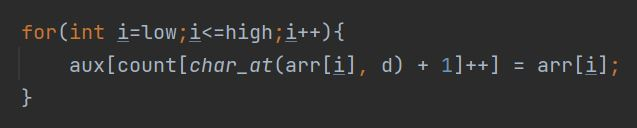 for(int i=low;i<=high;i++){
    aux[count[char_at(arr[i], d) + 1]++] = arr[i];
}